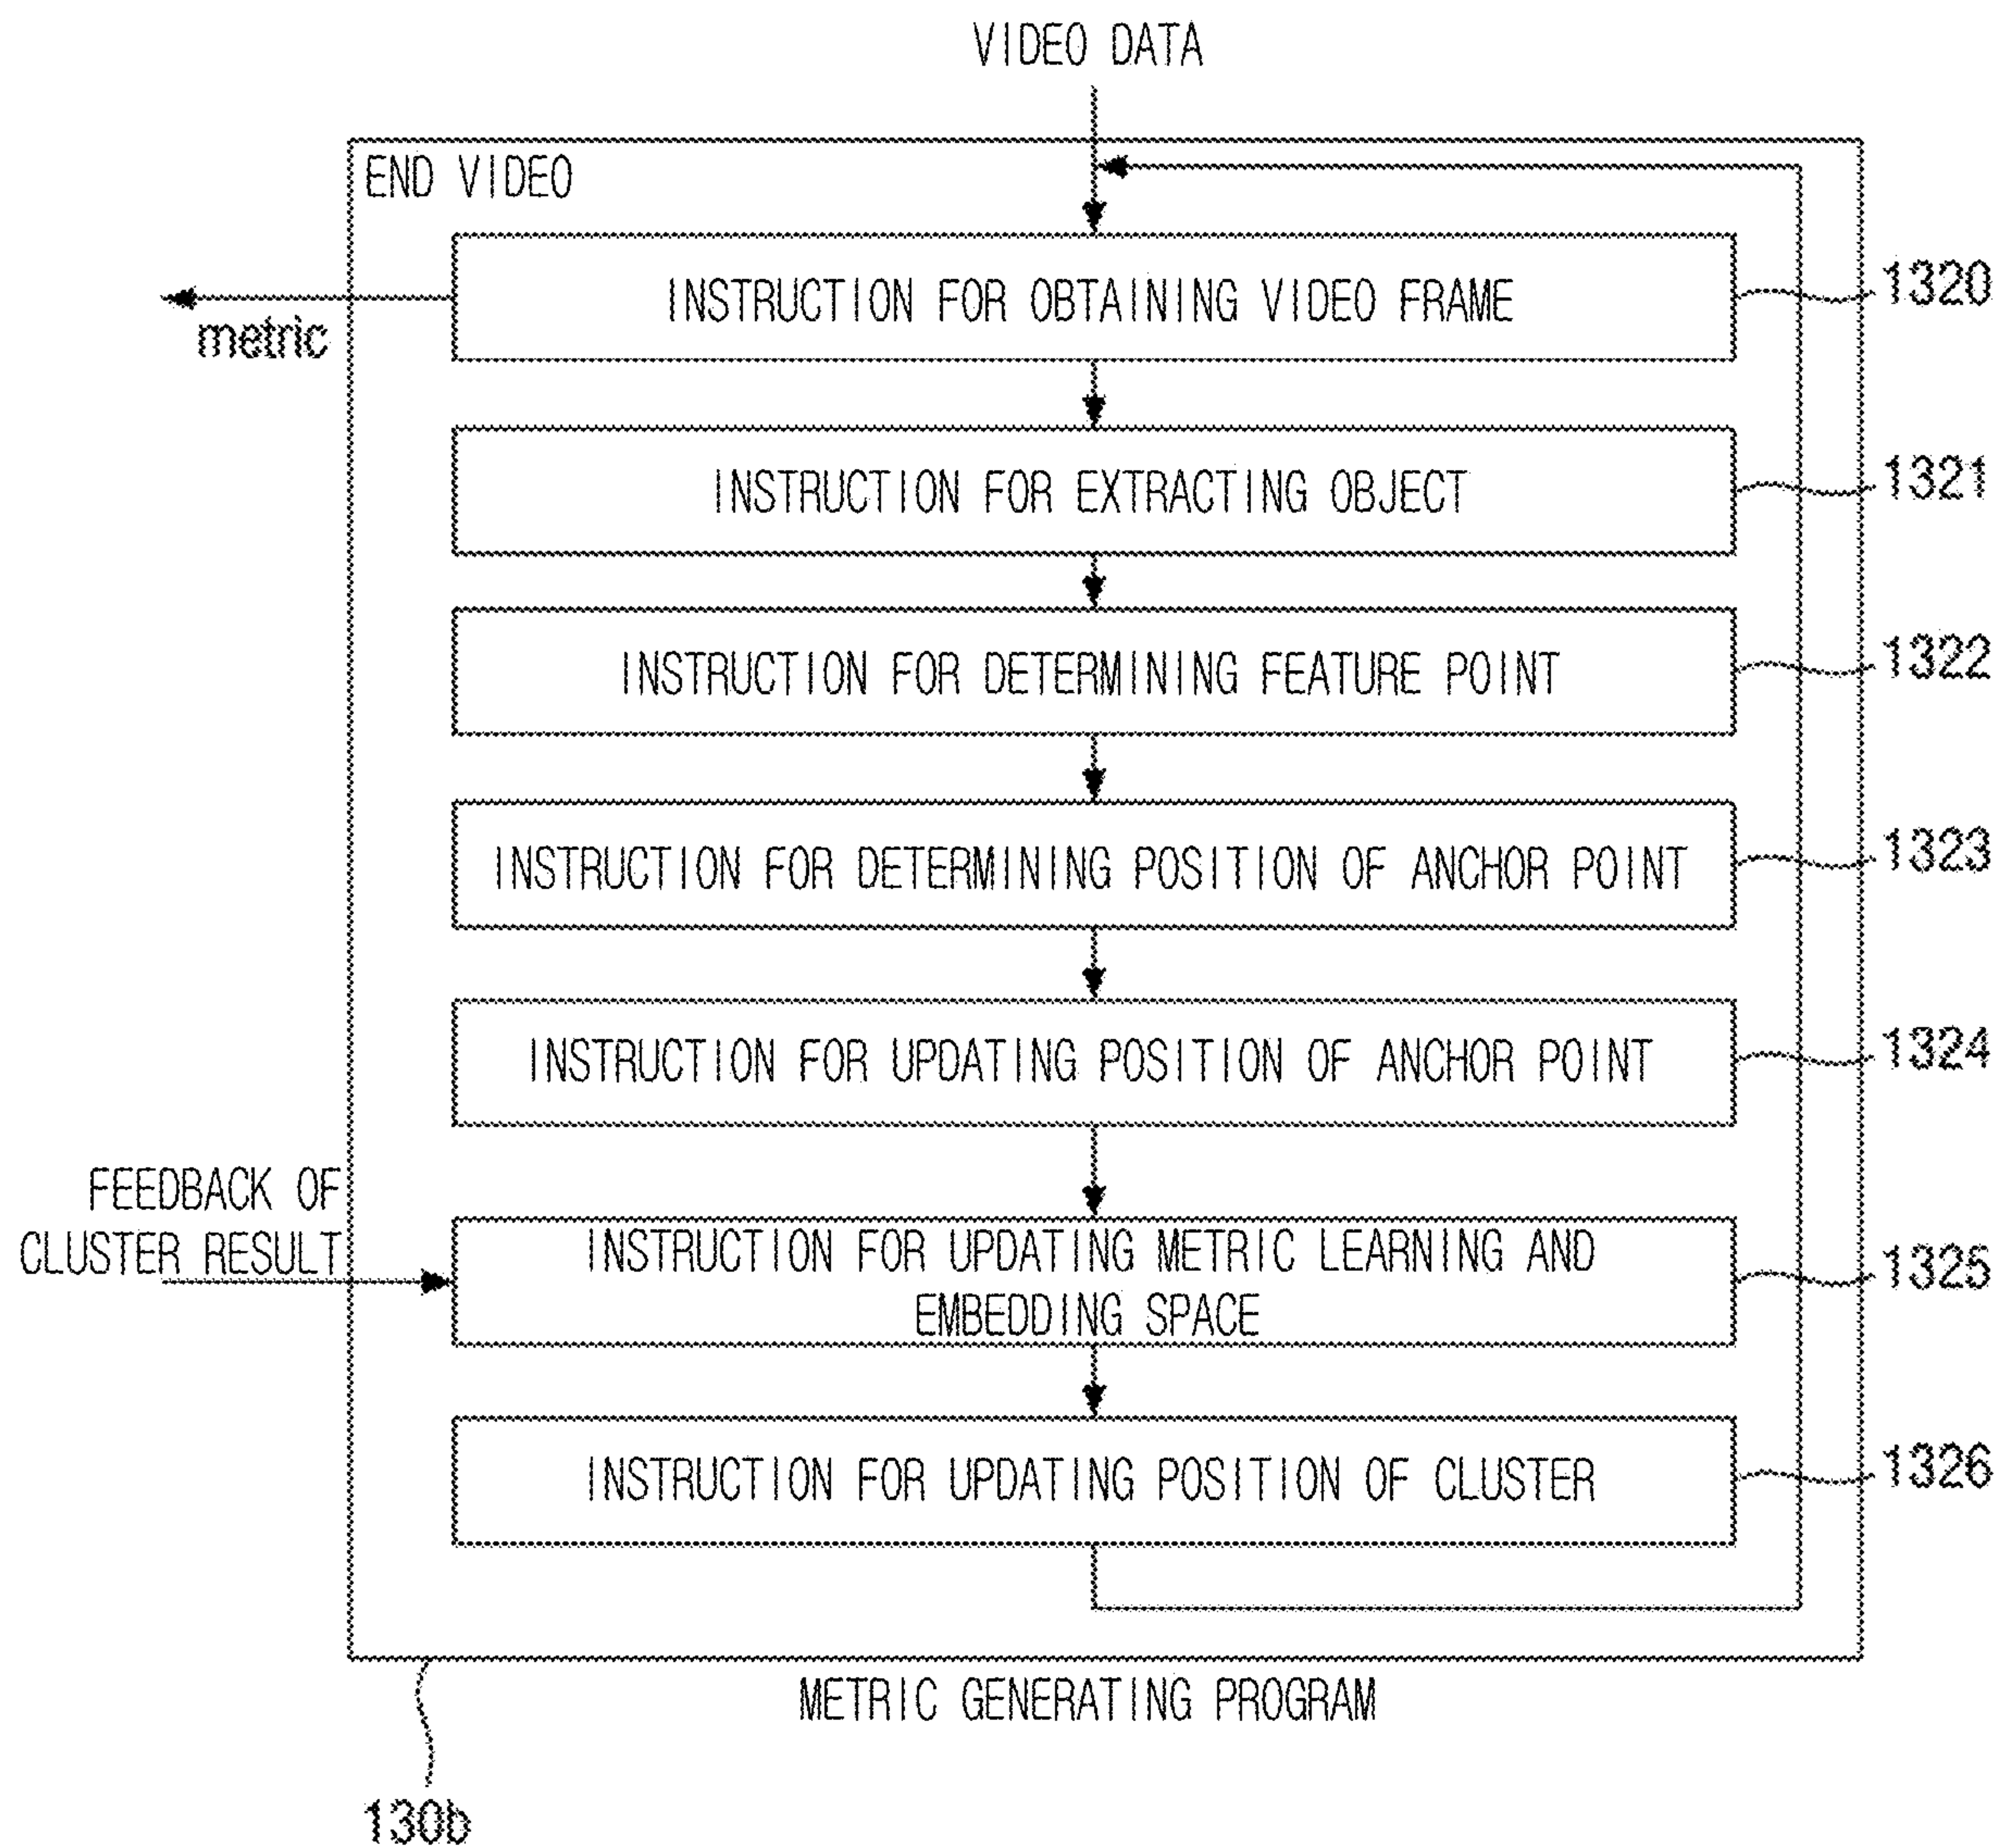 VIDEO DATA
END VIDEO
INSTRUCTION FOR OBTAINING VIDEO FRAME
1320
metric
INSTRUCTION FOR EXTRACTING OBJECT
1321
INSTRUCTION FOR DETERMINING FEATURE POINT
1322
INSTRUCTION FOR DETERMINING POSITION OF ANCHOR POINT
1323
INSTRUCTION FOR UPDATING POSITION OF ANCHOR POINT
1324
FEEDBACK OF
CLUSTER RESULT
INSTRUCTION FOR UPDATING METRIC LEARNING AND
EMBEDDING SPACE
1325
INSTRUCTION FOR UPDATING POSITION OF CLUSTER
1326
METRIC GENERATING PROGRAM
130b